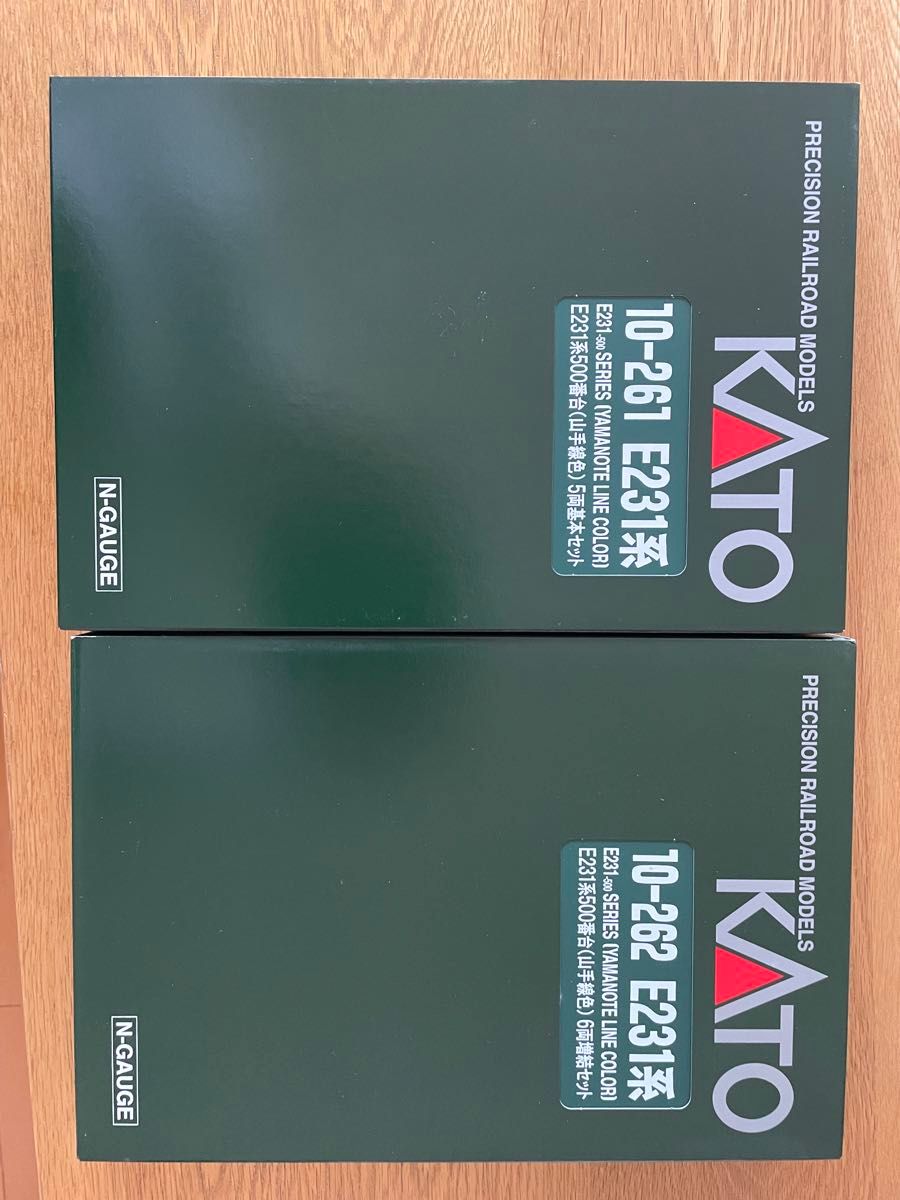 PRECISION RAILROAD MODELS
KATO
10-261 E231系
E231-500 SERIES (YAMANOTE LINE COLOR)
E231系500番台(山手線色) 5両基本セット
N-GAUGE
PRECISION RAILROAD MODELS
KATO
10-262 E231系
E231-500 SERIES (YAMANOTE LINE COLOR)
E231系500番台(山手線色) 6両増結セット
N-GAUGE